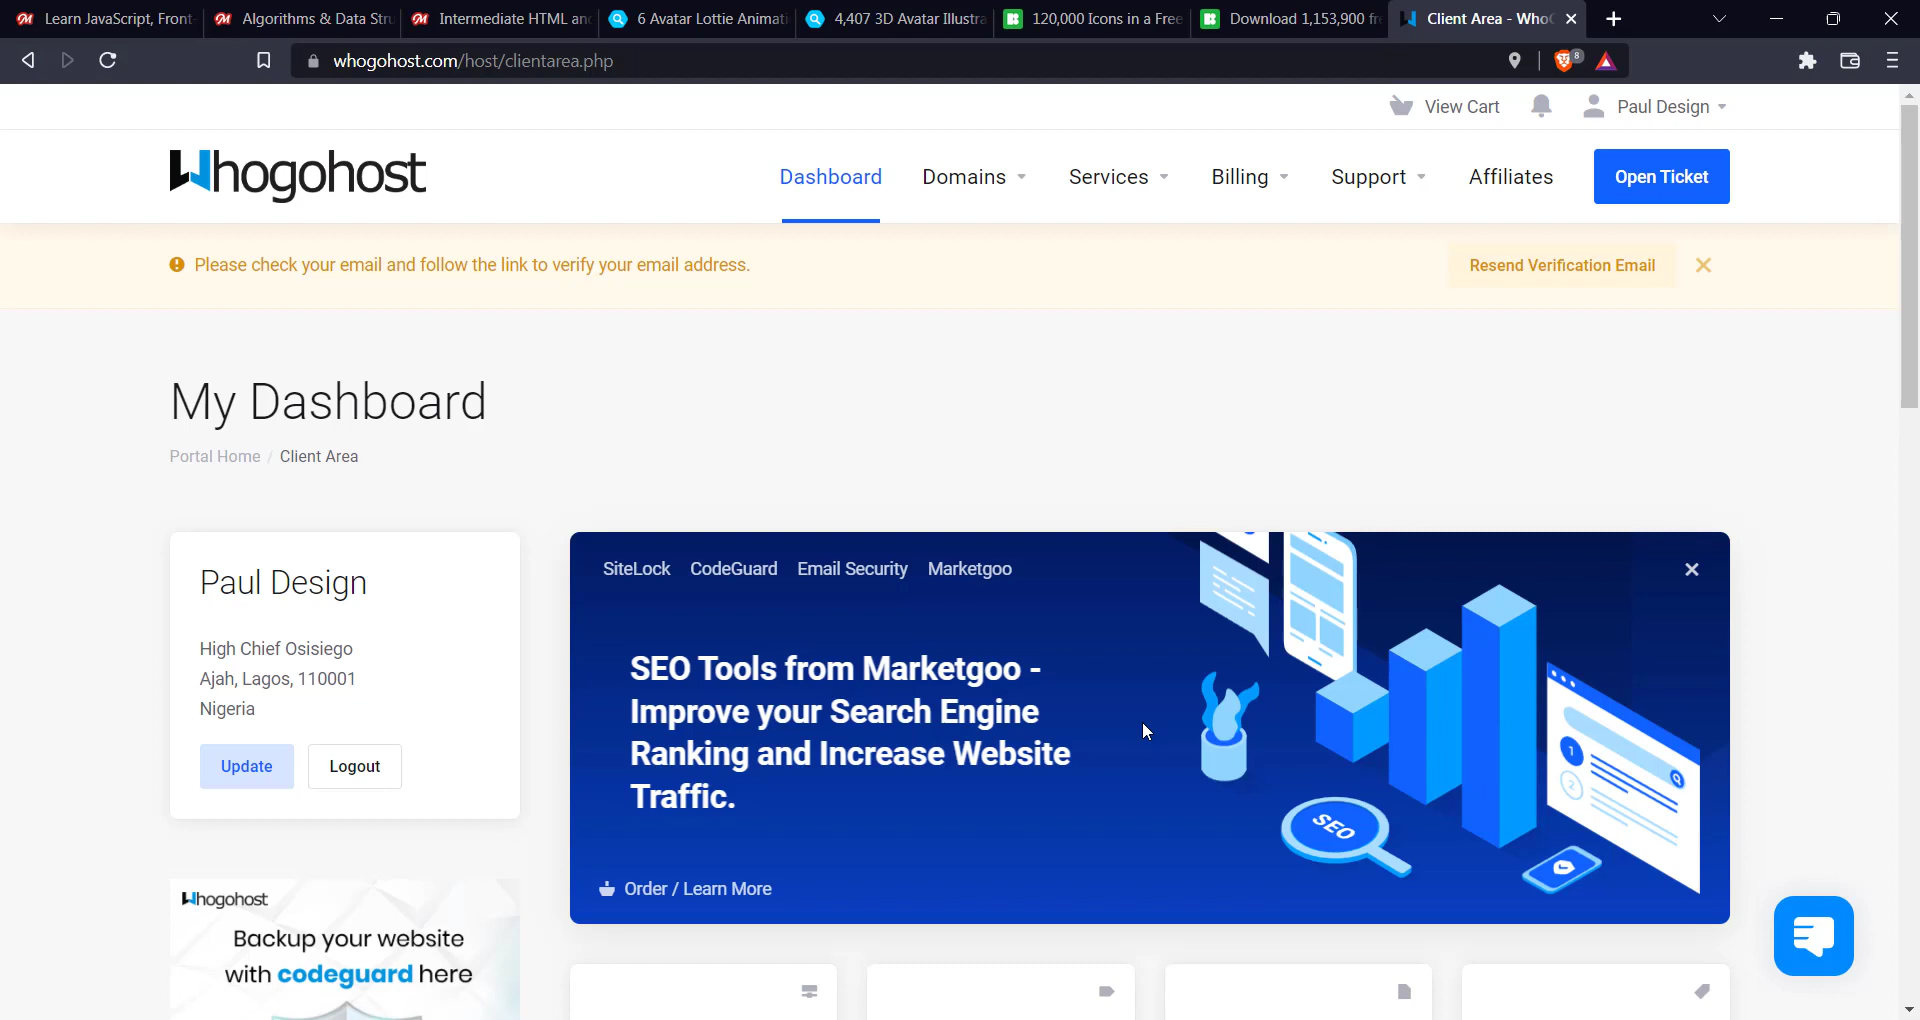 Learn JavaScript, Front
Algorithms & Data Stru
Intermediate HTML an
6 Avatar Lottie Animati
4,407 3D Avatar Illustra
120,000 Icons in a Free
Download 1,153,900 fr
Client Area - WhoG
whogohost.com/host/clientarea.php
8
View Cart
Paul Design
Whogohost
Dashboard
Domains
Services
Billing
Support
Affiliates
Open Ticket
Please check your email and follow the link to verify your email address.
Resend Verification Email
My Dashboard
Portal Home / Client Area
Paul Design
High Chief Osisiego
Ajah, Lagos, 110001
Nigeria
Update
Logout
SiteLock CodeGuard Email Security Marketgoo
SEO Tools from Marketgoo -
Improve your Search Engine
Ranking and Increase Website
Traffic.
1
2
SEO
Order / Learn More
Whogohost
Backup your website
with codeguard here